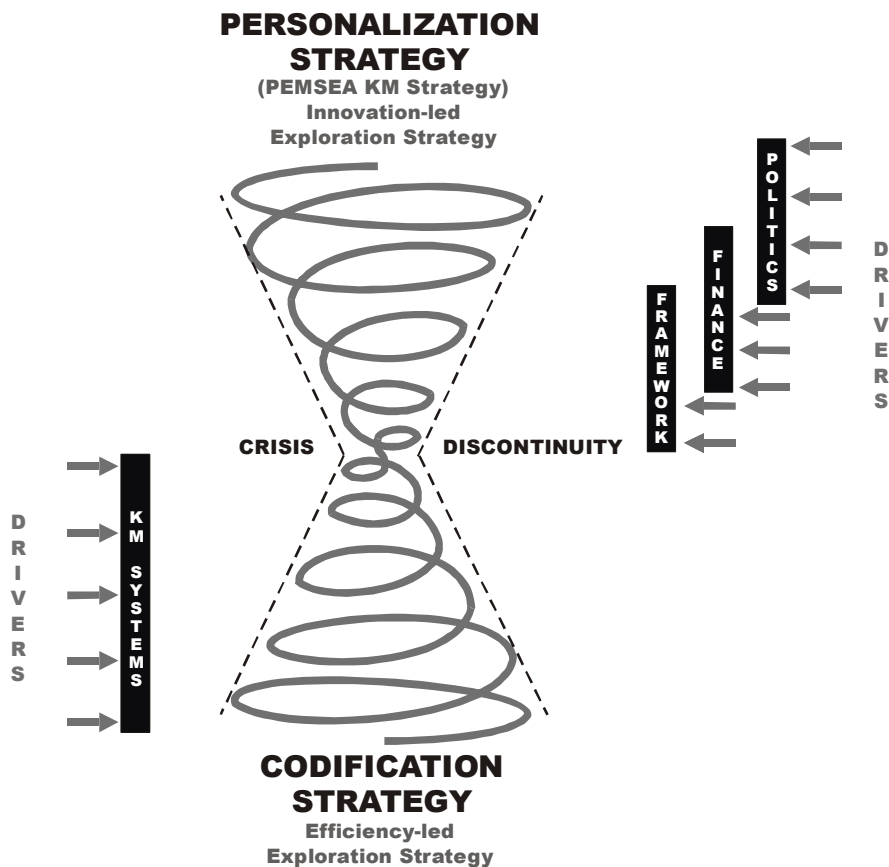 PERSONALIZATION
STRATEGY
(PEMSEA KM Strategy)
Innovation-led
Exploration Strategy
POLITICS
FINANCE
FRAMEWORK
DRIVERS
CRISIS
DISCONTINUITY
DRIVERS
KM SYSTEMS
CODIFICATION
STRATEGY
Efficiency-led
Exploration Strategy